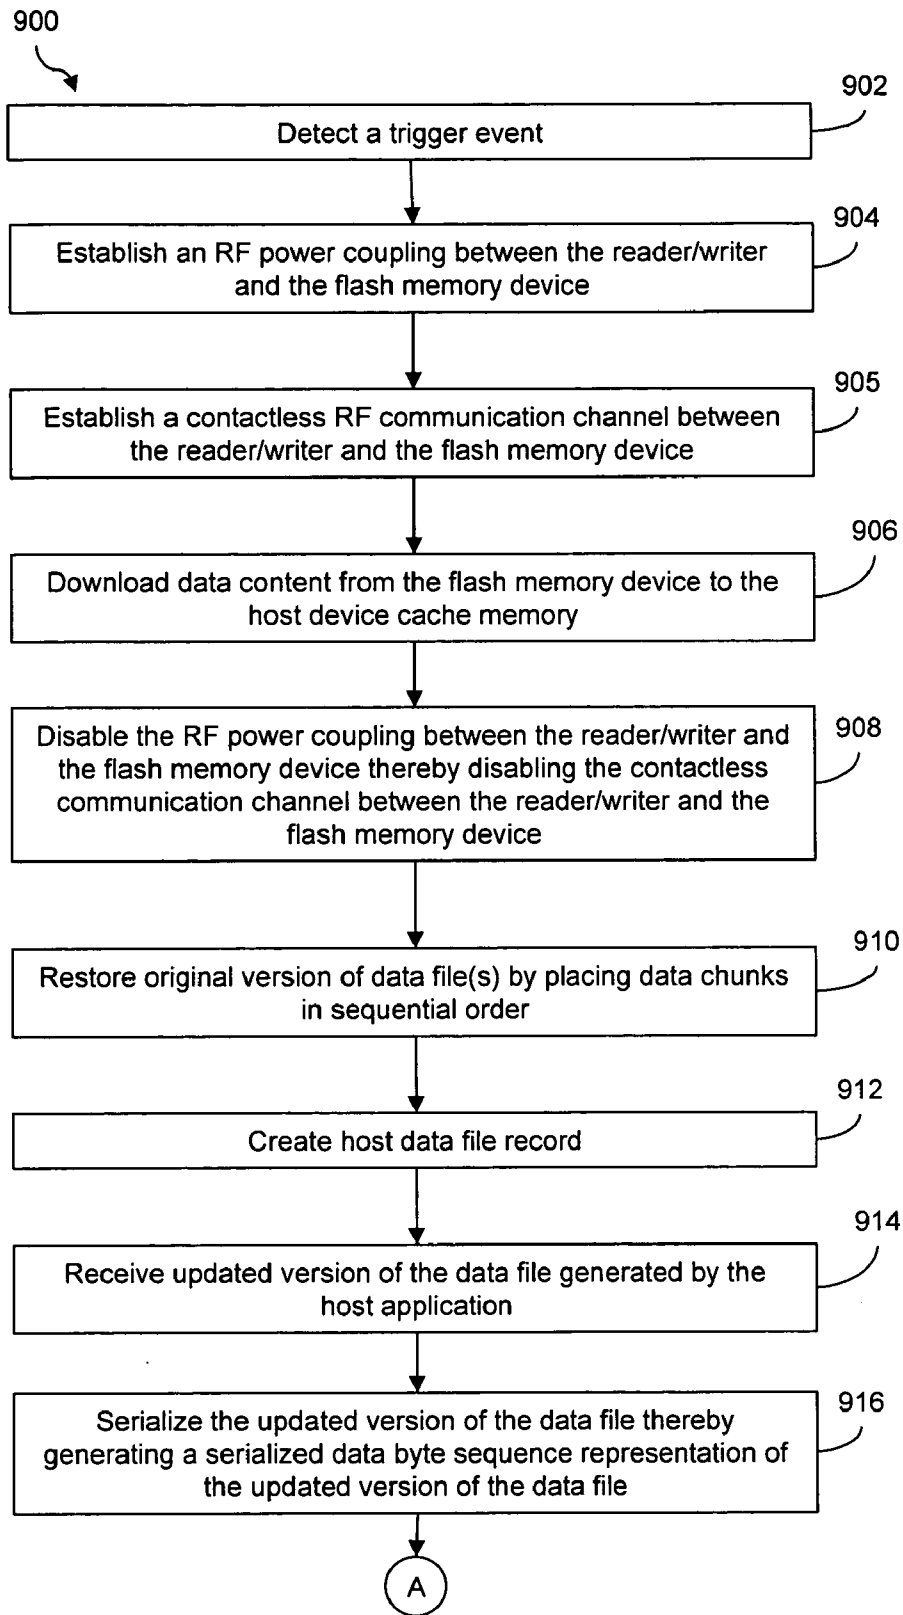 900
902
Detect a trigger event
904
Establish an RF power coupling between the reader/writer
and the flash memory device
905
Establish a contactless RF communication channel between
the reader/writer and the flash memory device
906
Download data content from the flash memory device to the
host device cache memory
908
Disable the RF power coupling between the reader/writer and
the flash memory device thereby disabling the contactless
communication channel between the reader/writer and the
flash memory device
910
Restore original version of data file(s) by placing data chunks
in sequential order
912
Create host data file record
914
Receive updated version of the data file generated by the
host application
916
Serialize the updated version of the data file thereby
generating a serialized data byte sequence representation of
the updated version of the data file
A